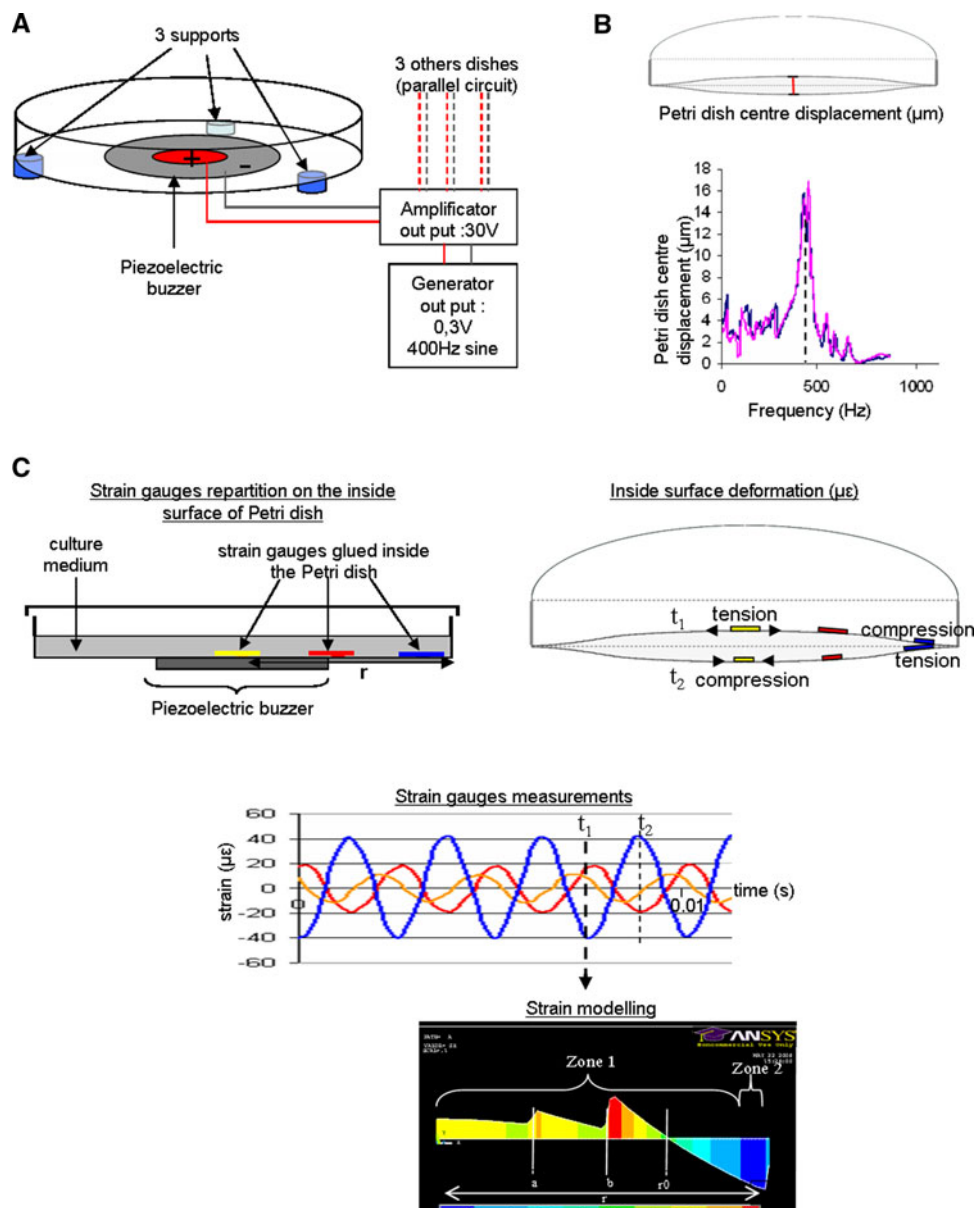 A
3 supports
3 others dishes
(parallel circuit)
+
-
Amplificator
out put :30V
Piezoelectric
buzzer
Generator
out put :
0,3V
400Hz sine
B
Petri dish centre displacement (µm)
Petri dish centre
displacement (µm)
18
16
14
12
10
8
6
4
2
0
0
500
1000
Frequency (Hz)
C
Strain gauges repartition on the inside
surface of Petri dish
culture
medium
strain gauges glued inside
the Petri dish
r
Piezoelectric buzzer
Inside surface deformation (µε)
t1
tension
compression
tension
t2
compression
Strain gauges measurements
strain (µε)
60
40
20
0
-20
-40
-60
t1
t2
0
0.01
time (s)
Strain modelling
ANSYS
Noncommercial Use Only
Zone 1
Zone 2
a
b
r0
r